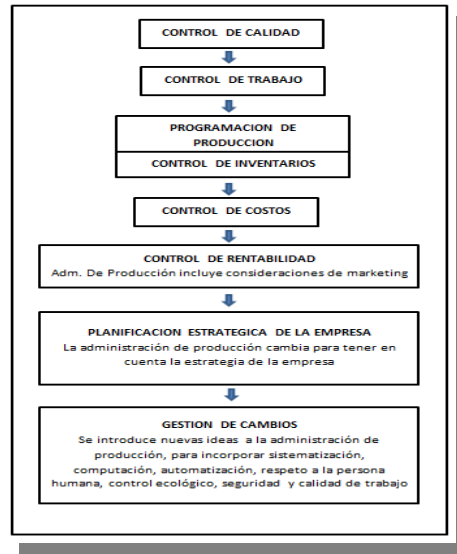 CONTROL DE CALIDAD
CONTROL DE TRABAJO
PROGRAMACION DE
PRODUCCION
CONTROL DE INVENTARIOS
CONTROL DE COSTOS
CONTROL DE RENTABILIDAD
Adm. De Producción incluye consideraciones de marketing
PLANIFICACION ESTRATEGICA DE LA EMPRESA
La administración de producción cambia para tener en
cuenta la estrategia de la empresa
GESTION DE CAMBIOS
Se introduce nuevas ideas a la administración de
producción, para incorporar sistematización,
computación, automatización, respeto a la persona
humana, control ecológico, seguridad y calidad de trabajo